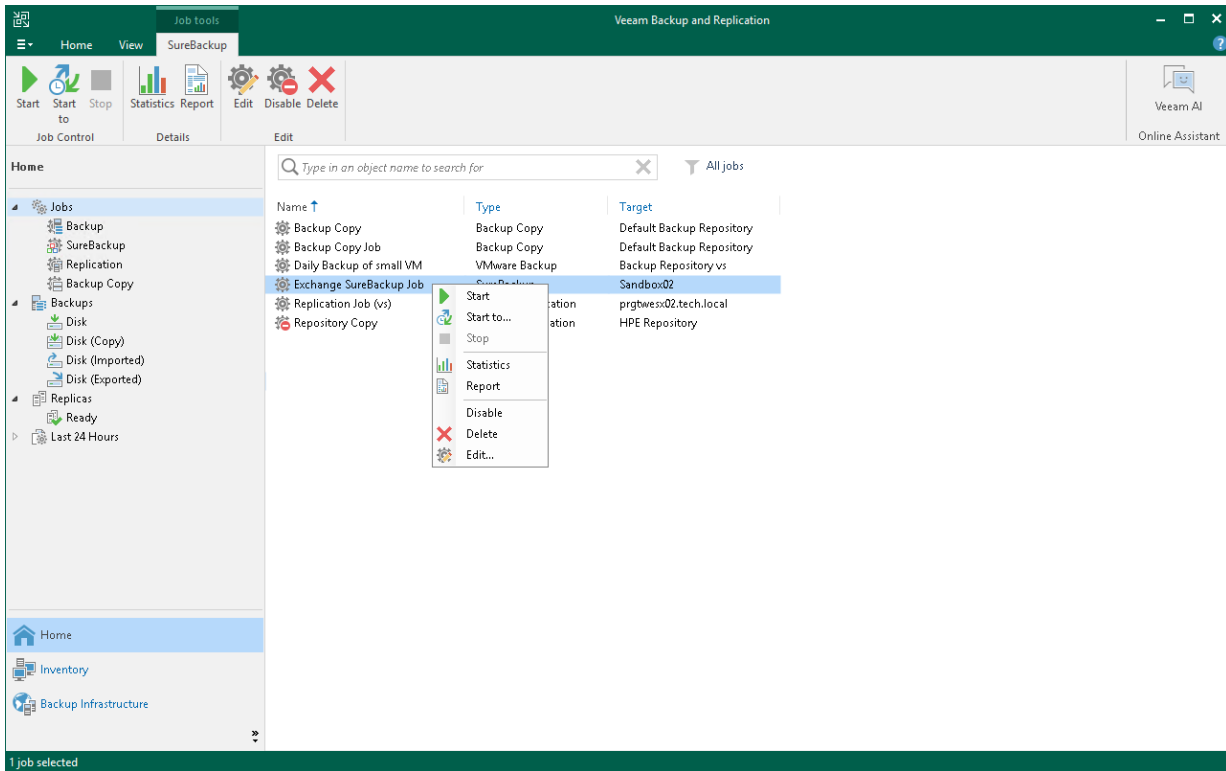 Job tools
Veeam Backup and Replication
Home View SureBackup
Start Start to Stop Statistics Report Edit Disable Delete
Veeam AI
Job Control Details Edit Online Assistant
Home
Jobs
Backup
SureBackup
Replication
Backup Copy
Backups
Disk
Disk (Copy)
Disk (Imported)
Disk (Exported)
Replicas
Ready
Last 24 Hours
Home
Inventory
Backup Infrastructure
Type in an object name to search for
All jobs
Name Type Target
Backup Copy Backup Copy Default Backup Repository
Backup Copy Job Backup Copy Default Backup Repository
Daily Backup of small VM VMware Backup Backup Repository vs
Exchange SureBackup Job SureBackup Sandbox02
Replication Job (vs) ation prgtwesx02.tech.local
Repository Copy ation HPE Repository
Start
Start to...
Stop
Statistics
Report
Disable
Delete
Edit...
1 job selected